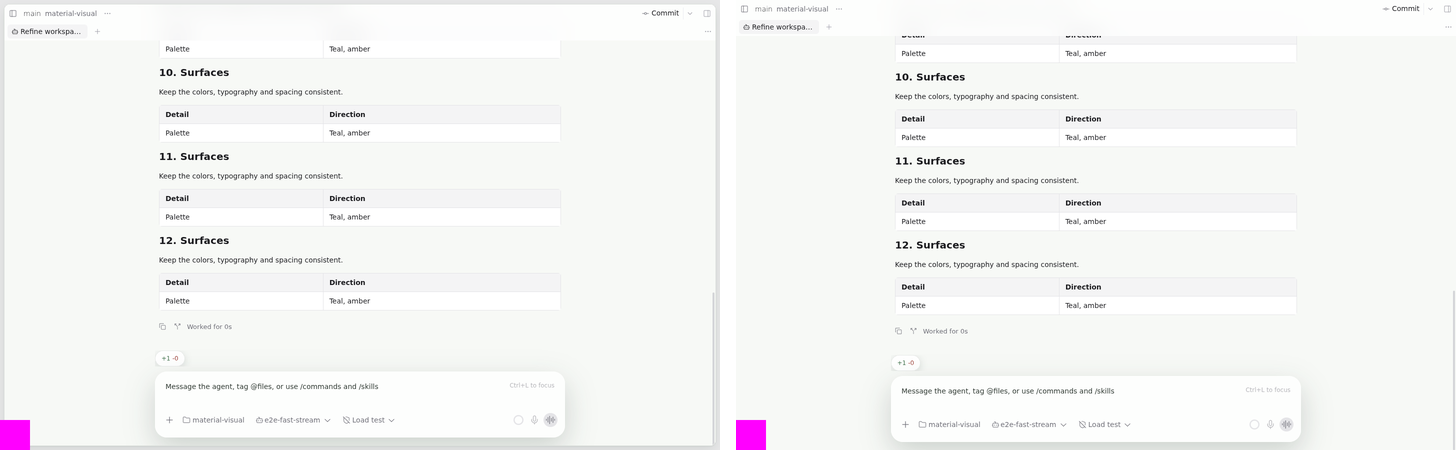 main material-visual ...
Commit
Refine workspa...
Palette Teal, amber
10. Surfaces
Keep the colors, typography and spacing consistent.
Detail Direction
Palette Teal, amber
11. Surfaces
Keep the colors, typography and spacing consistent.
Detail Direction
Palette Teal, amber
12. Surfaces
Keep the colors, typography and spacing consistent.
Detail Direction
Palette Teal, amber
Worked for 0s
+1 -0
Message the agent, tag @files, or use /commands and /skills
Ctrl+L to focus
material-visual e2e-fast-stream Load test
main material-visual ...
Commit
Refine workspa...
Detail Direction
Palette Teal, amber
10. Surfaces
Keep the colors, typography and spacing consistent.
Detail Direction
Palette Teal, amber
11. Surfaces
Keep the colors, typography and spacing consistent.
Detail Direction
Palette Teal, amber
12. Surfaces
Keep the colors, typography and spacing consistent.
Detail Direction
Palette Teal, amber
Worked for 0s
+1 -0
Message the agent, tag @files, or use /commands and /skills
Ctrl+L to focus
material-visual e2e-fast-stream Load test